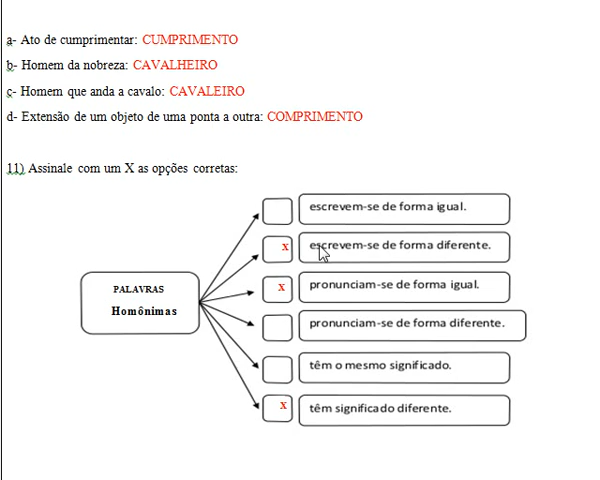 a- Ato de cumprimentar: CUMPRIMENTO
b- Homem da nobreza: CAVALHEIRO
c- Homem que anda a cavalo: CAVALEIRO
d- Extensão de um objeto de uma ponta a outra: COMPRIMENTO
11) Assinale com um X as opções corretas:
escrevem-se de forma igual.
x escrevem-se de forma diferente.
x pronunciam-se de forma igual.
PALAVRAS
Homônimas
pronunciam-se de forma diferente.
têm o mesmo significado.
x têm significado diferente.